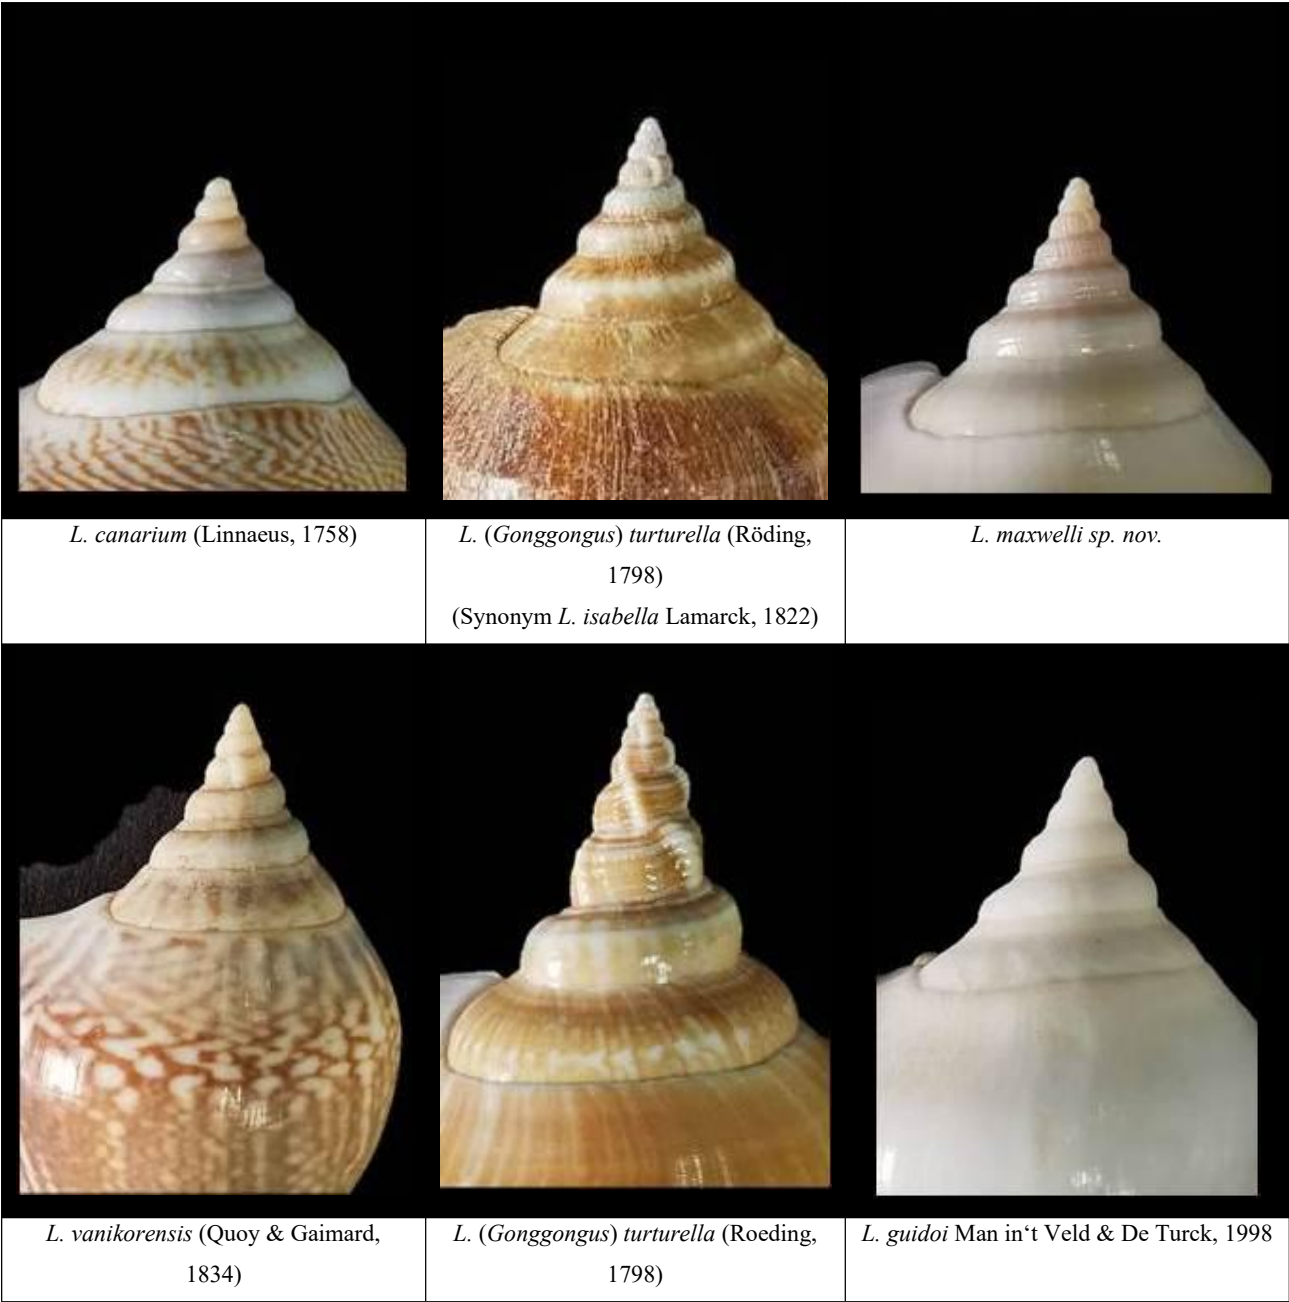 L. canarium (Linnaeus, 1758)
L. (Gonggongus) turturella (Röding,
1798)
(Synonym L. isabella Lamarck, 1822)
L. maxwelli sp. nov.
L. vanikorensis (Quoy & Gaimard,
1834)
L. (Gonggongus) turturella (Roeding,
1798)
L. guidoi Man in‘t Veld & De Turck, 1998